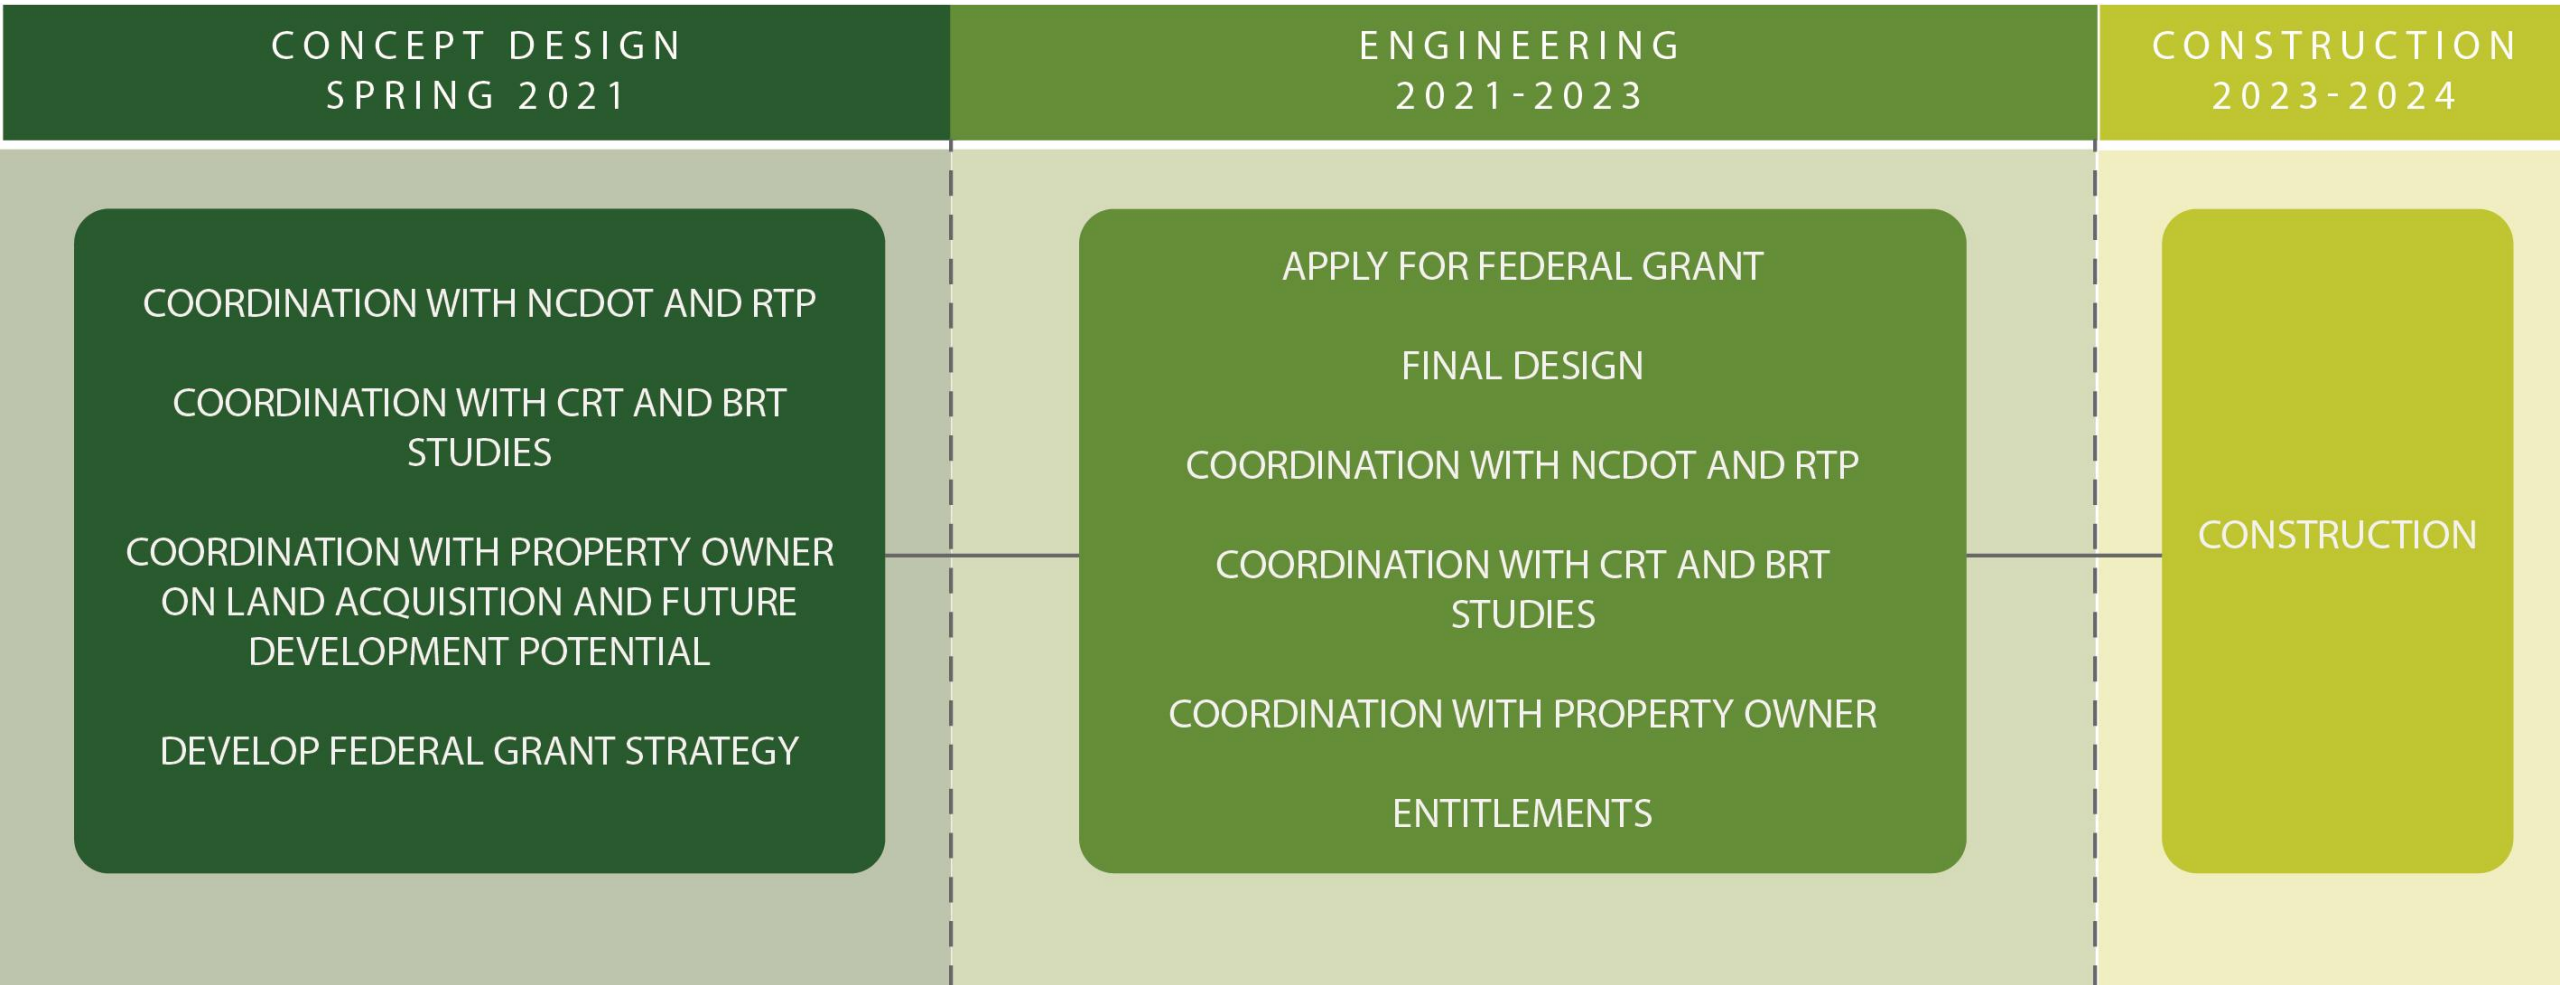 CONCEPT DESIGN
SPRING 2021
ENGINEERING
2021-2023
CONSTRUCTION
2023-2024
COORDINATION WITH NCDOT AND RTP
COORDINATION WITH CRT AND BRT
STUDIES
COORDINATION WITH PROPERTY OWNER
ON LAND ACQUISITION AND FUTURE
DEVELOPMENT POTENTIAL
DEVELOP FEDERAL GRANT STRATEGY
APPLY FOR FEDERAL GRANT
FINAL DESIGN
COORDINATION WITH NCDOT AND RTP
COORDINATION WITH CRT AND BRT
STUDIES
COORDINATION WITH PROPERTY OWNER
ENTITLEMENTS
CONSTRUCTION